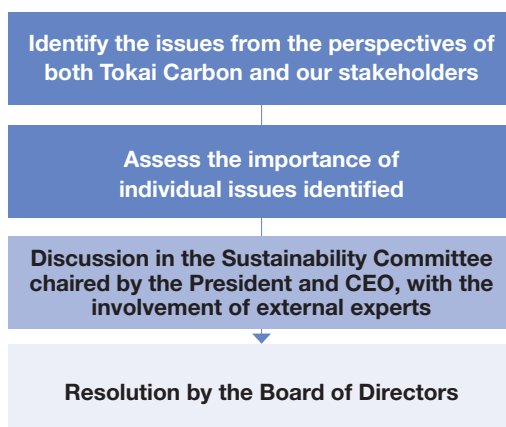 Identify the issues from the perspectives of
both Tokai Carbon and our stakeholders
Assess the importance of
individual issues identified
Discussion in the Sustainability Committee
chaired by the President and CEO, with the
involvement of external experts
Resolution by the Board of Directors